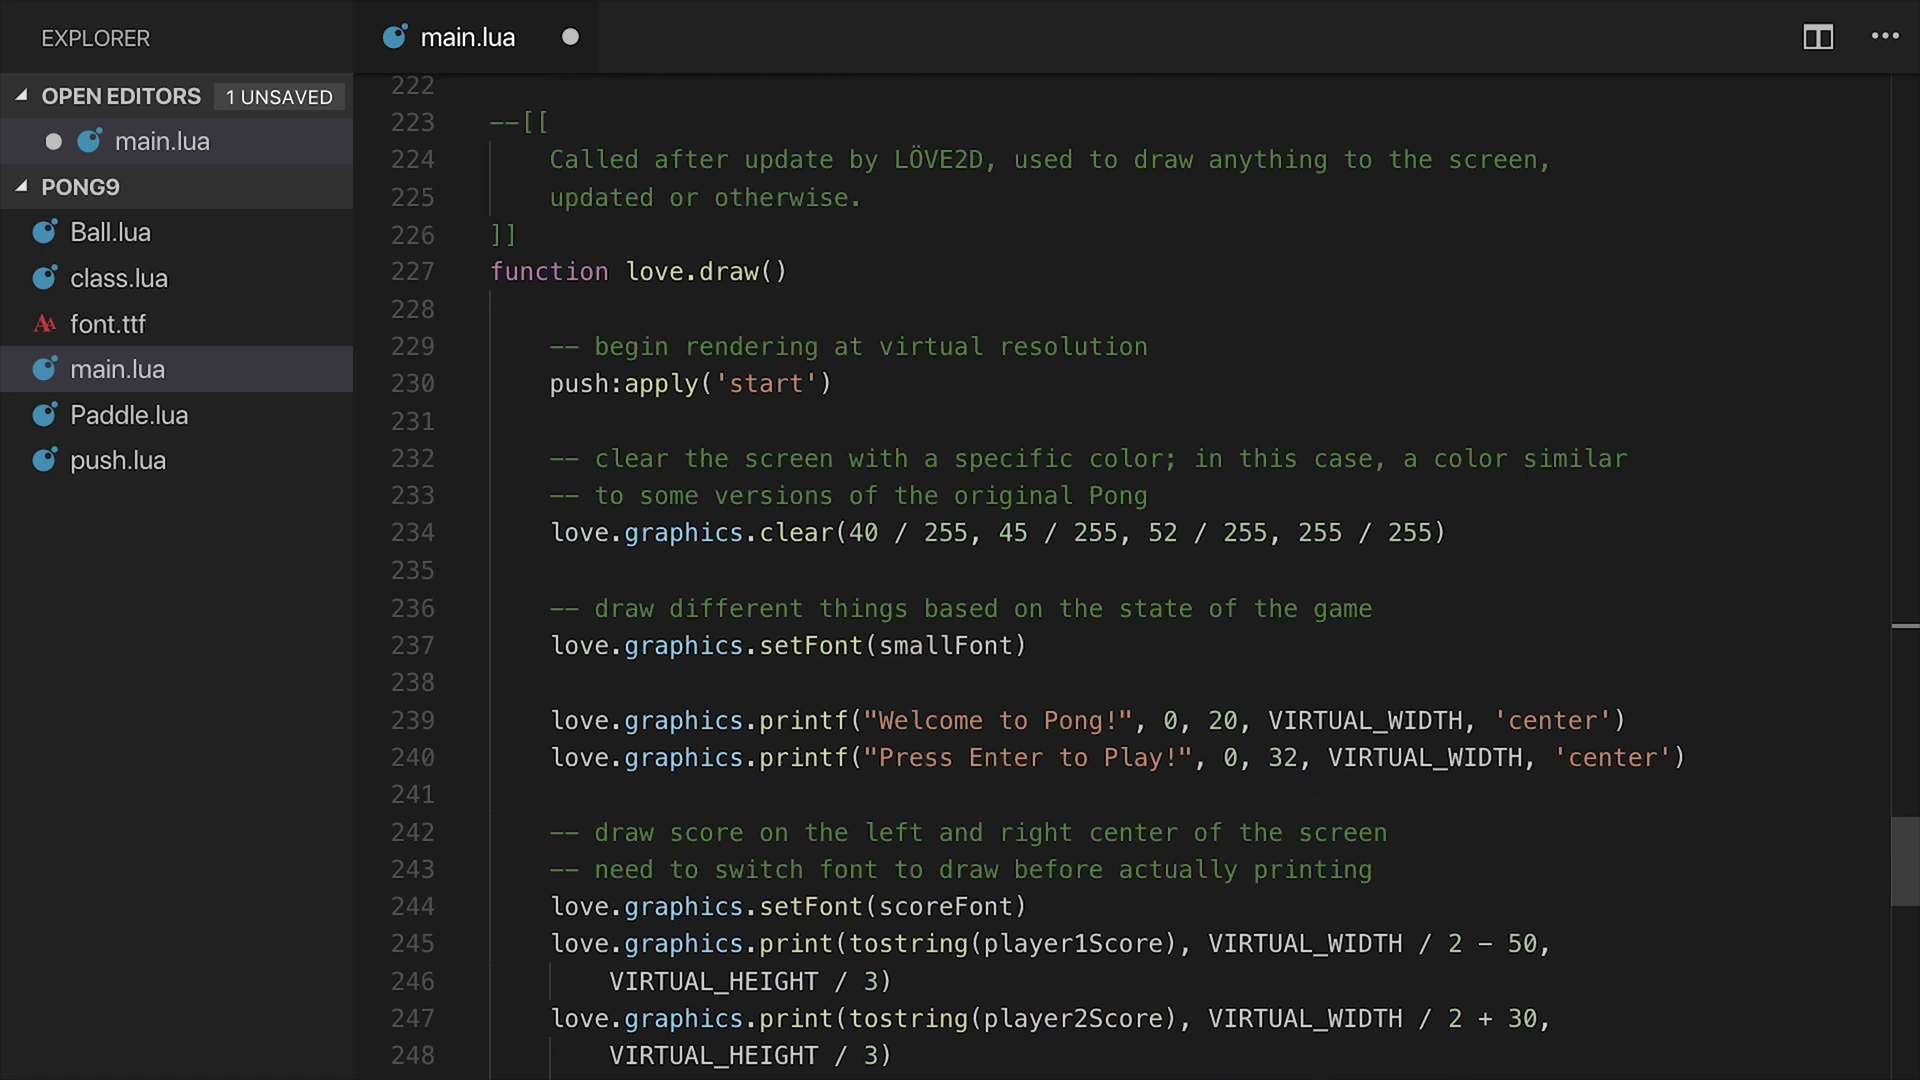 EXPLORER
OPEN EDITORS 1 UNSAVED
main.lua
PONG9
Ball.lua
class.lua
font.ttf
main.lua
Paddle.lua
push.lua
main.lua
222
223 --[[
224 Called after update by LÖVE2D, used to draw anything to the screen,
225 updated or otherwise.
226 ]]
227 function love.draw()
228
229 -- begin rendering at virtual resolution
230 push:apply('start')
231
232 -- clear the screen with a specific color; in this case, a color similar
233 -- to some versions of the original Pong
234 love.graphics.clear(40 / 255, 45 / 255, 52 / 255, 255 / 255)
235
236 -- draw different things based on the state of the game
237 love.graphics.setFont(smallFont)
238
239 love.graphics.printf("Welcome to Pong!", 0, 20, VIRTUAL_WIDTH, 'center')
240 love.graphics.printf("Press Enter to Play!", 0, 32, VIRTUAL_WIDTH, 'center')
241
242 -- draw score on the left and right center of the screen
243 -- need to switch font to draw before actually printing
244 love.graphics.setFont(scoreFont)
245 love.graphics.print(tostring(player1Score), VIRTUAL_WIDTH / 2 - 50,
246 VIRTUAL_HEIGHT / 3)
247 love.graphics.print(tostring(player2Score), VIRTUAL_WIDTH / 2 + 30,
248 VIRTUAL_HEIGHT / 3)